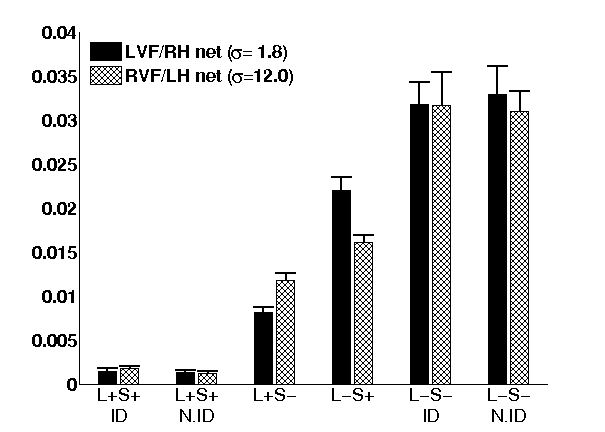 0.04
LVF/RH net (σ= 1.8)
0.035
RVF/LH net (σ=12.0)
0.03
0.025
0.02
0.015
0.01
0.005
0
L+S+ L+S+ L+S− L−S+ L−S− L−S−
ID N.ID ID N.ID